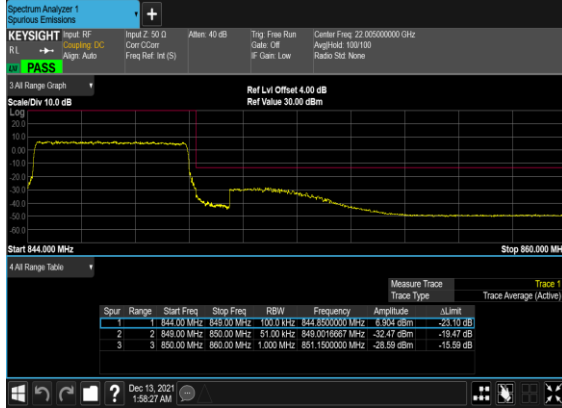 Spectrum Analyzer 1
Spurious Emissions
+
KEYSIGHT Input: RF Input Z: 50 Ω Atten: 40 dB Trig: Free Run Center Freq: 22.005000000 GHz
RL Coupling: DC Corr CCorr Gate: Off Avg|Hold: 100/100
Align: Auto Freq Ref: Int (S) IF Gain: Low Radio Std: None
PASS
3 All Range Graph
Ref Lvl Offset 4.00 dB
Scale/Div 10.0 dB Ref Value 30.00 dBm
Log
20.0
10.0
0.00
-10.0
-20.0
-30.0
-40.0
-50.0
-60.0
Start 844.000 MHz Stop 860.000 MH
4 All Range Table
Measure Trace Trace 1
Trace Type Trace Average (Active)
Spur Range Start Freq Stop Freq RBW Frequency Amplitude ΔLimit
1 1 844.00 MHz 849.00 MHz 100.0 kHz 844.8500000 MHz 6.904 dBm -23.10 dB
2 2 849.00 MHz 850.00 MHz 51.00 kHz 849.0016667 MHz -32.47 dBm -19.47 dB
3 3 850.00 MHz 860.00 MHz 1.000 MHz 851.1500000 MHz -28.59 dBm -15.59 dB
? Dec 13, 2021
1:58:27 AM